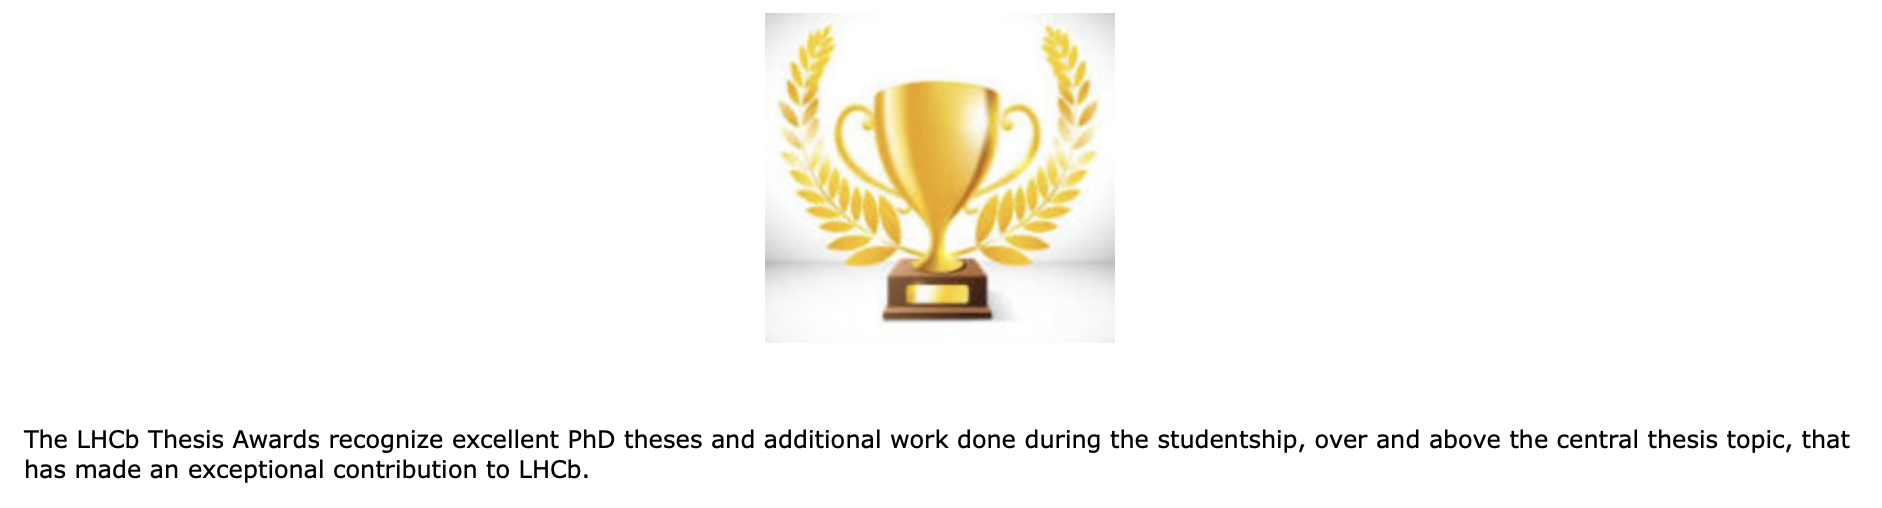 The LHCb Thesis Awards recognize excellent PhD theses and additional work done during the studentship, over and above the central thesis topic, that
has made an exceptional contribution to LHCb.